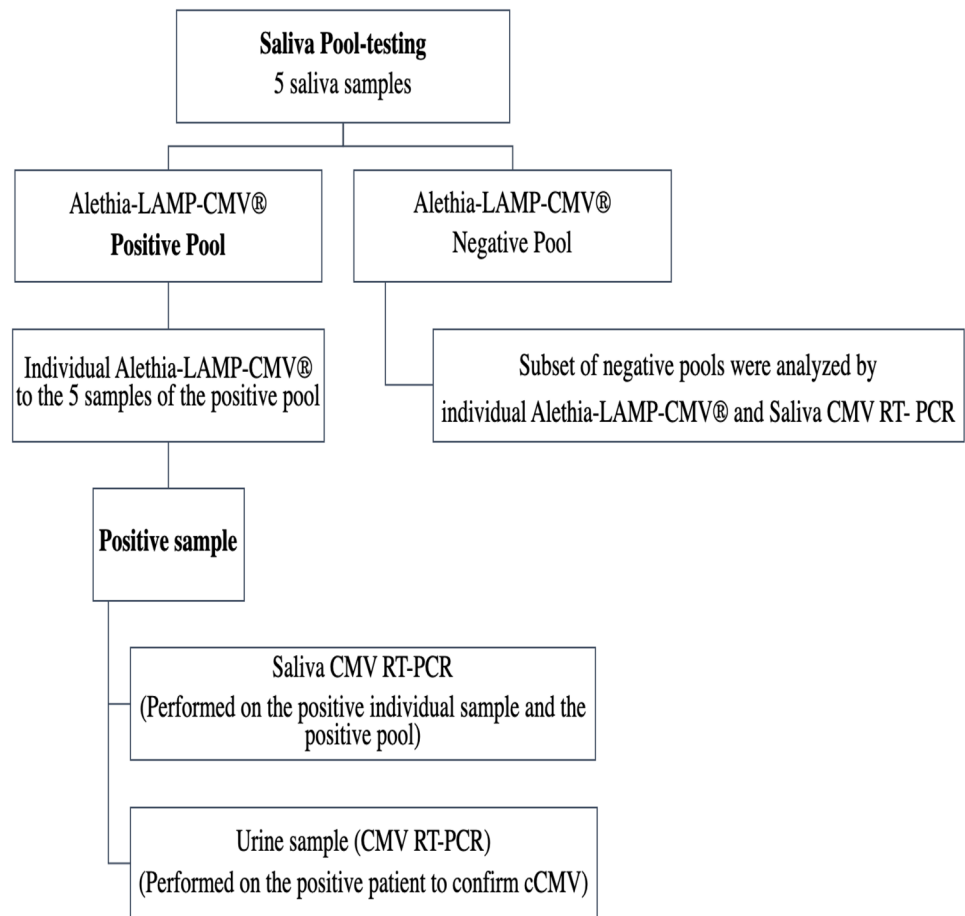 Saliva Pool-testing
5 saliva samples
Alethia-LAMP-CMV®
Positive Pool
Alethia-LAMP-CMV®
Negative Pool
Individual Alethia-LAMP-CMV®
to the 5 samples of the positive pool
Subset of negative pools were analyzed by
individual Alethia-LAMP-CMV® and Saliva CMV RT- PCR
Positive sample
Saliva CMV RT-PCR
(Performed on the positive individual sample and the
positive pool)
Urine sample (CMV RT-PCR)
(Performed on the positive patient to confirm cCMV)